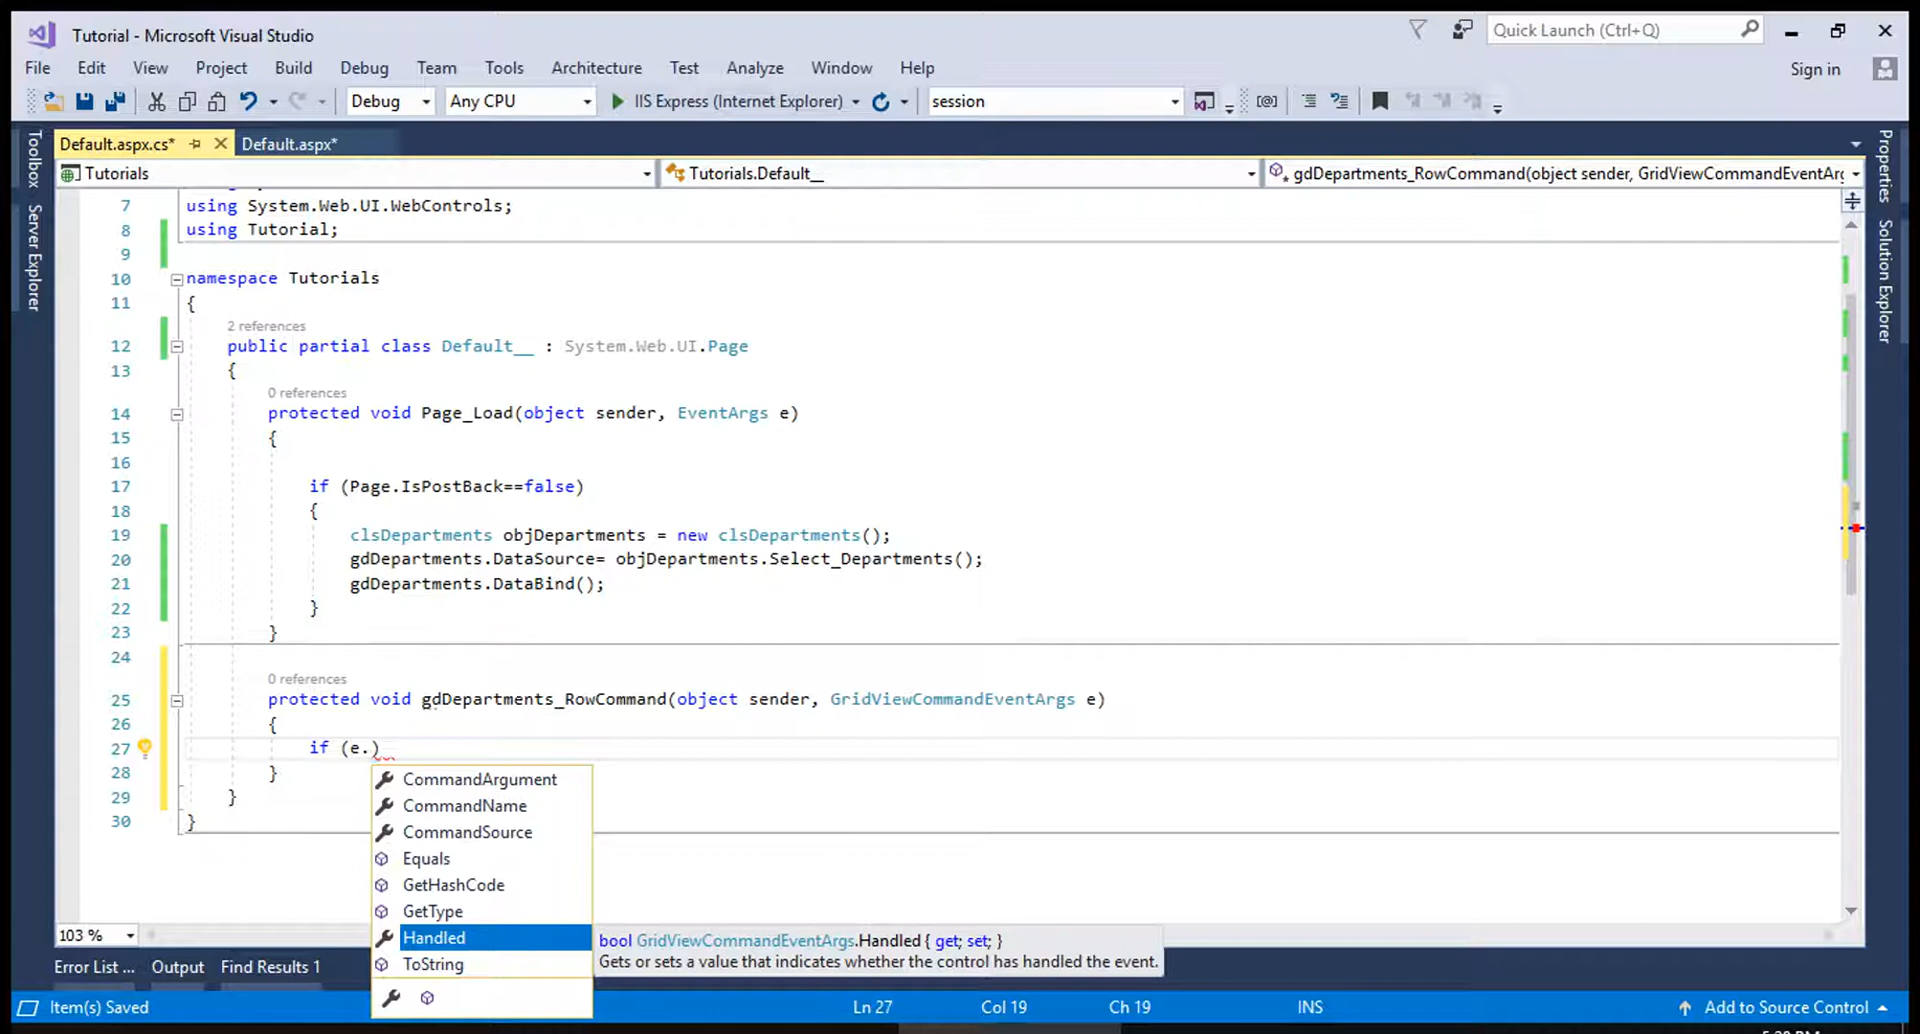 Tutorial - Microsoft Visual Studio
Quick Launch (Ctrl+Q)
File Edit View Project Build Debug Team Tools Architecture Test Analyze Window Help
Sign in
Debug Any CPU IIS Express (Internet Explorer) session
Default.aspx.cs* Default.aspx*
Tutorials Tutorials.Default__ gdDepartments_RowCommand(object sender, GridViewCommandEventArg
Toolbox
Server Explorer
Properties
Solution Explorer
7 using System.Web.UI.WebControls;
8 using Tutorial;
9
10 namespace Tutorials
11 {
2 references
12 public partial class Default__ : System.Web.UI.Page
13 {
0 references
14 protected void Page_Load(object sender, EventArgs e)
15 {
16
17 if (Page.IsPostBack==false)
18 {
19 clsDepartments objDepartments = new clsDepartments();
20 gdDepartments.DataSource= objDepartments.Select_Departments();
21 gdDepartments.DataBind();
22 }
23 }
24
0 references
25 protected void gdDepartments_RowCommand(object sender, GridViewCommandEventArgs e)
26 {
27 if (e.)
28 }
29 }
30 }
CommandArgument
CommandName
CommandSource
Equals
GetHashCode
GetType
Handled
ToString
bool GridViewCommandEventArgs.Handled { get; set; }
Gets or sets a value that indicates whether the control has handled the event.
103 %
Error List ... Output Find Results 1
Item(s) Saved Ln 27 Col 19 Ch 19 INS Add to Source Control